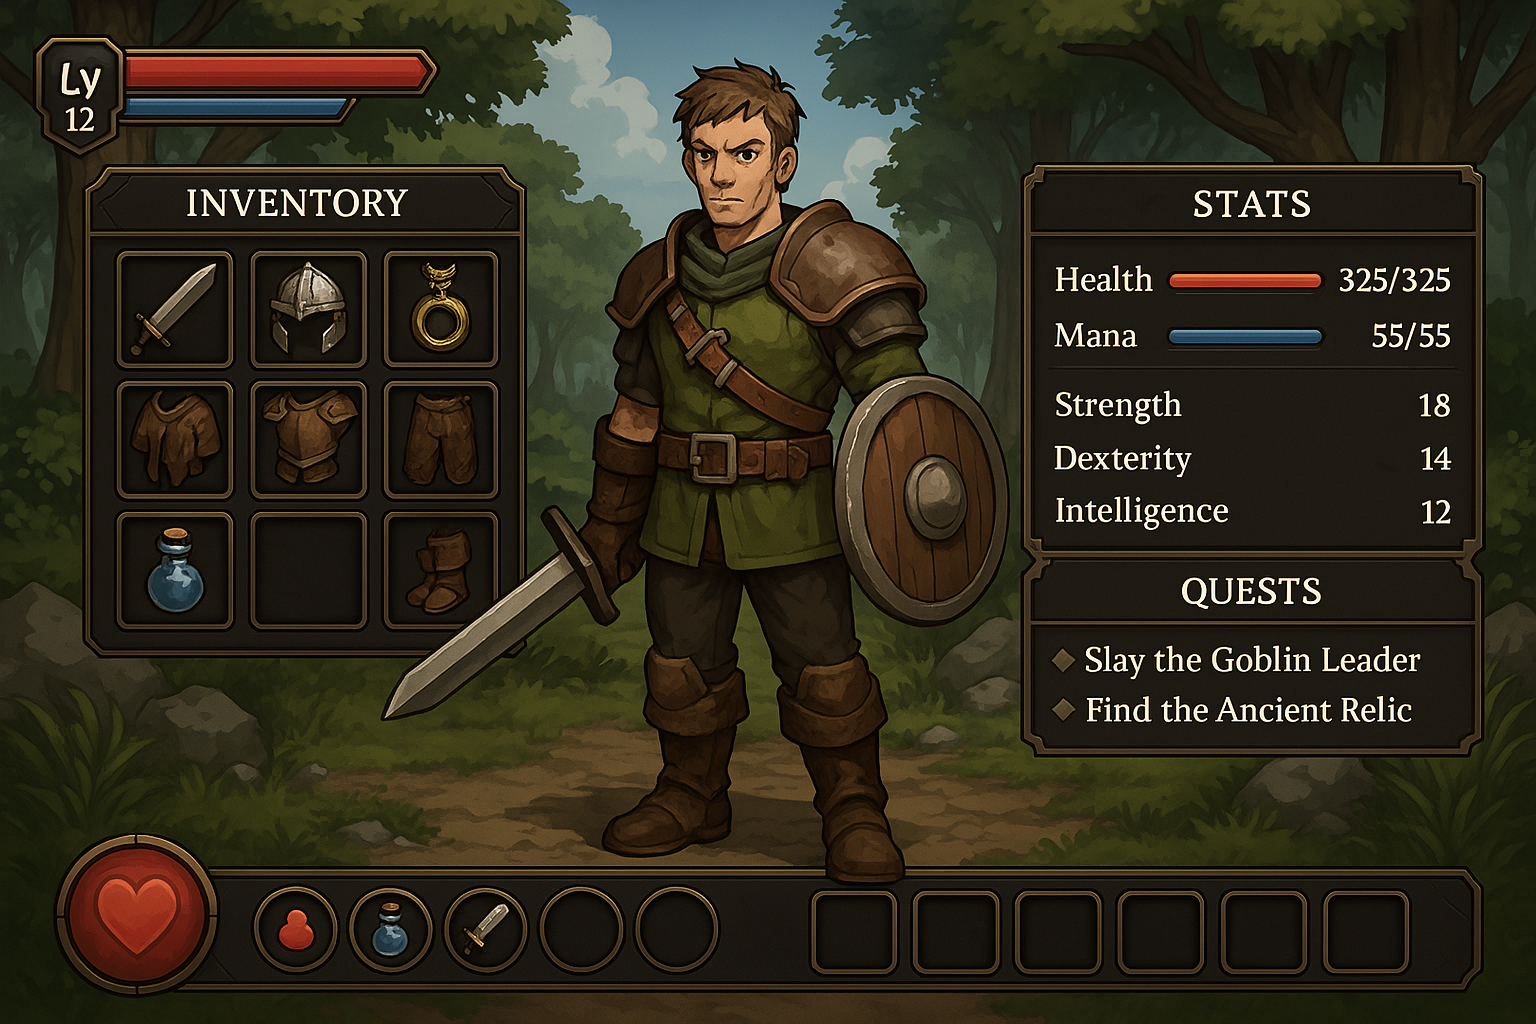 Ly
12
INVENTORY
STATS
Health 325/325
Mana 55/55
Strength 18
Dexterity 14
Intelligence 12
QUESTS
Slay the Goblin Leader
Find the Ancient Relic